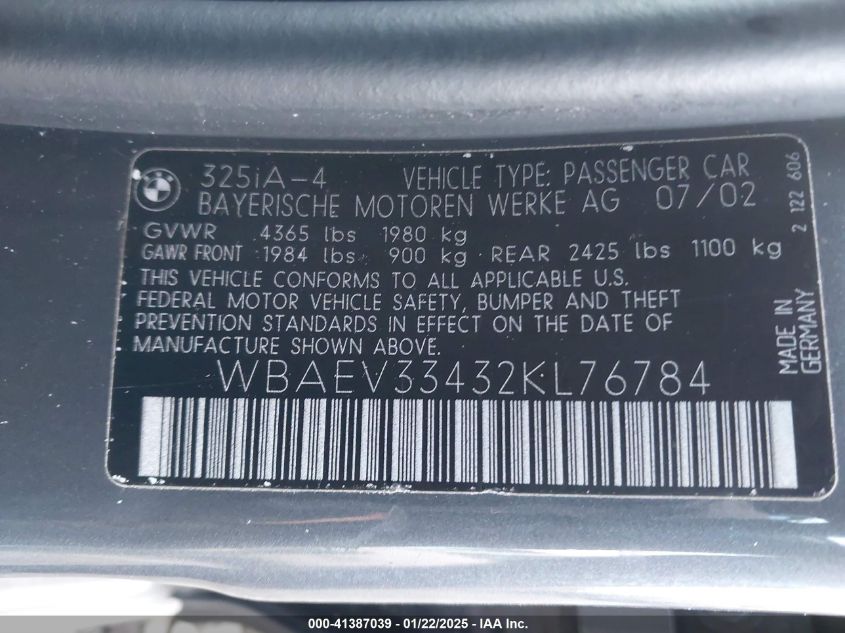 325iA-4 VEHICLE TYPE: PASSENGER CAR
BAYERISCHE MOTOREN WERKE AG 07/02
GVWR 4365 lbs 1980 kg
GAWR FRONT 1984 lbs 900 kg REAR 2425 lbs 1100 kg
THIS VEHICLE CONFORMS TO ALL APPLICABLE U.S.
FEDERAL MOTOR VEHICLE SAFETY, BUMPER AND THEFT
PREVENTION STANDARDS IN EFFECT ON THE DATE OF
MANUFACTURE SHOWN ABOVE.
WBAEV33432KL76784
2 122 606
MADE IN
GERMANY
000-41387039 - 01/22/2025 - IAA Inc.